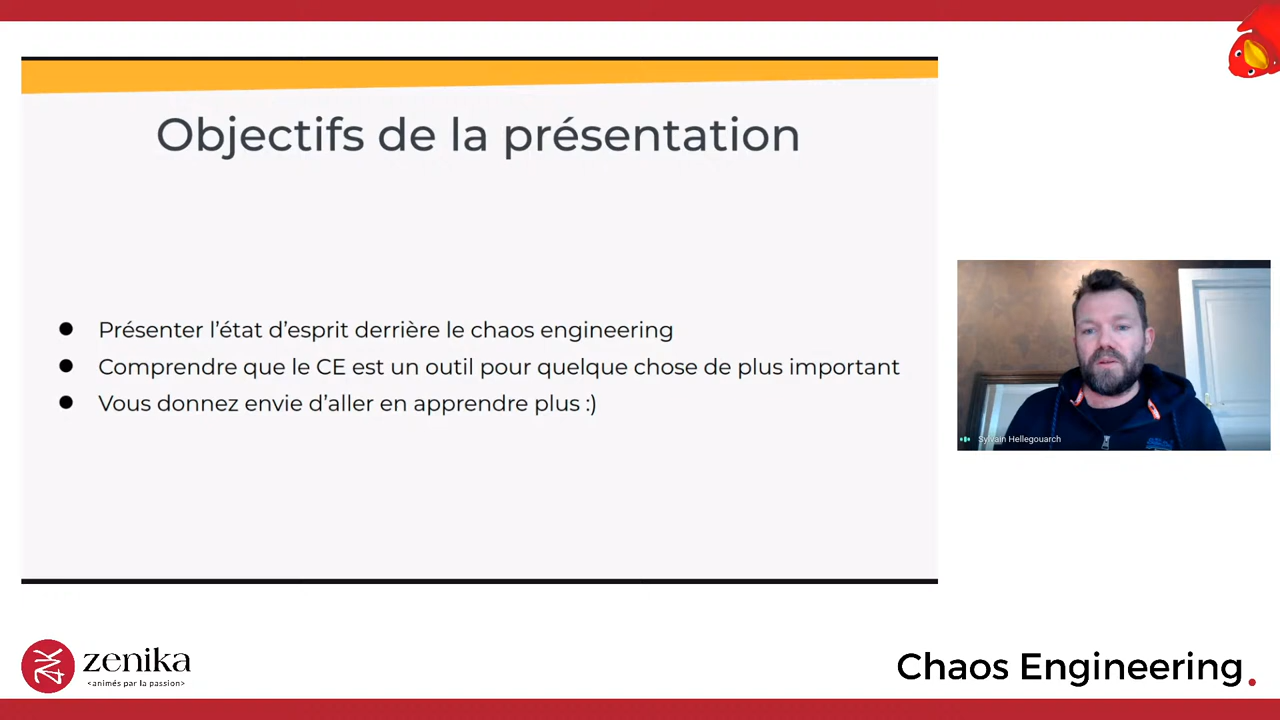 Objectifs de la présentation
● Présenter l’état d’esprit derrière le chaos engineering
● Comprendre que le CE est un outil pour quelque chose de plus important
● Vous donnez envie d’aller en apprendre plus :)
Sylvain Hellegouarch
zenika
<animés par la passion>
Chaos Engineering.